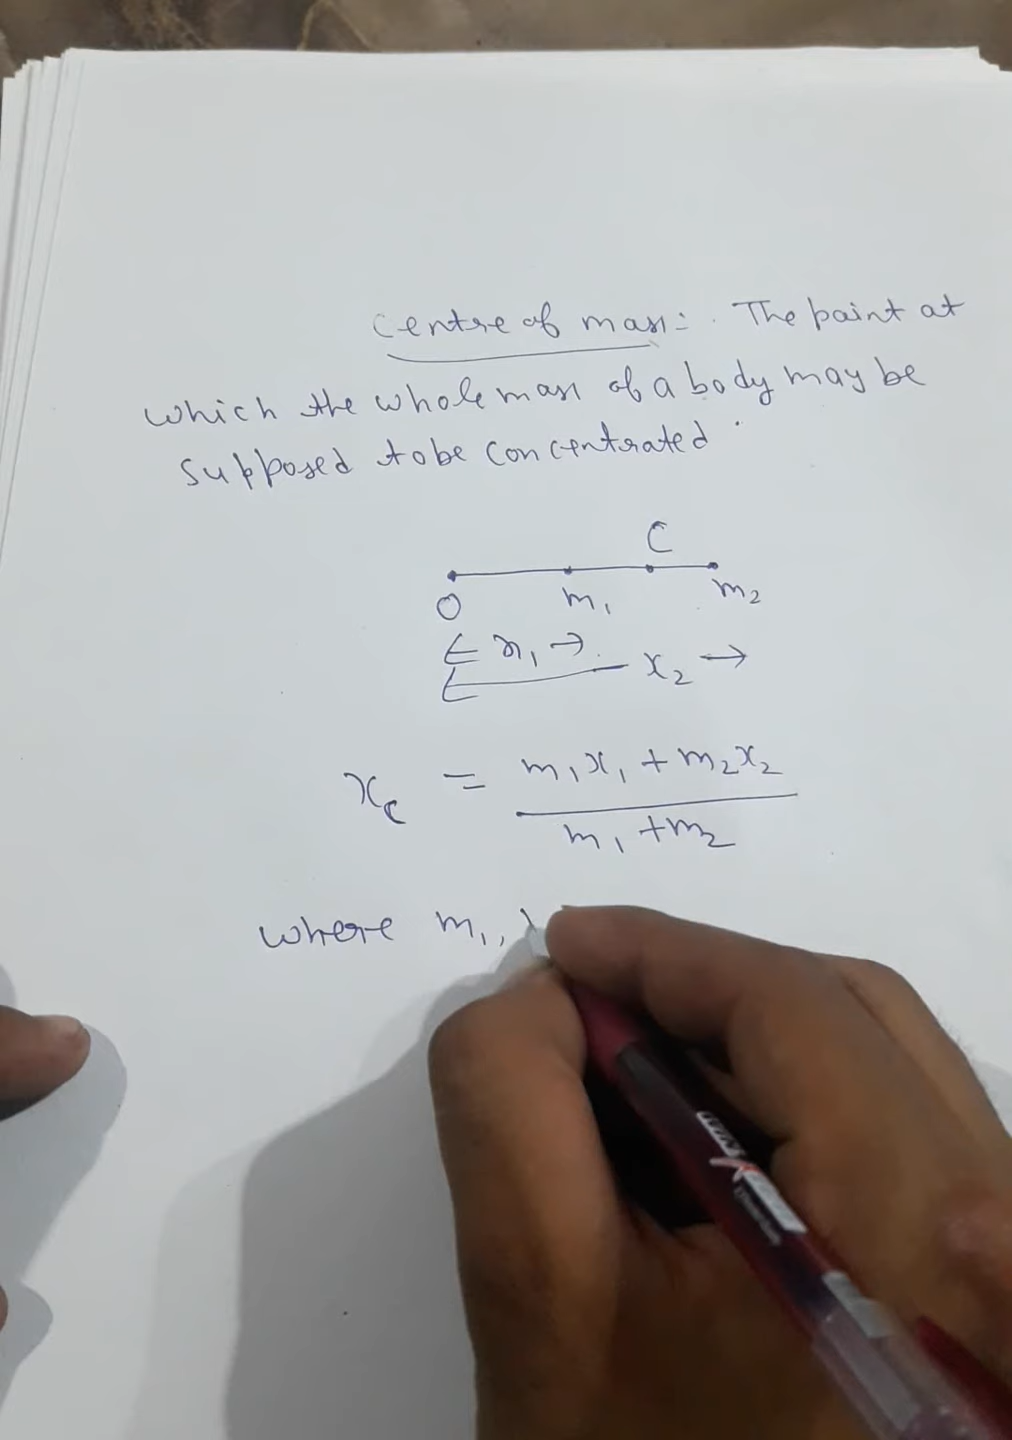 Centre of mass:. The point at
which the whole mass of a body may be
supposed to be concentrated.
C
O m₁ m₂
← x₁ →
← x₂ →
x_c = m₁x₁ + m₂x₂
m₁ + m₂
where m₁,